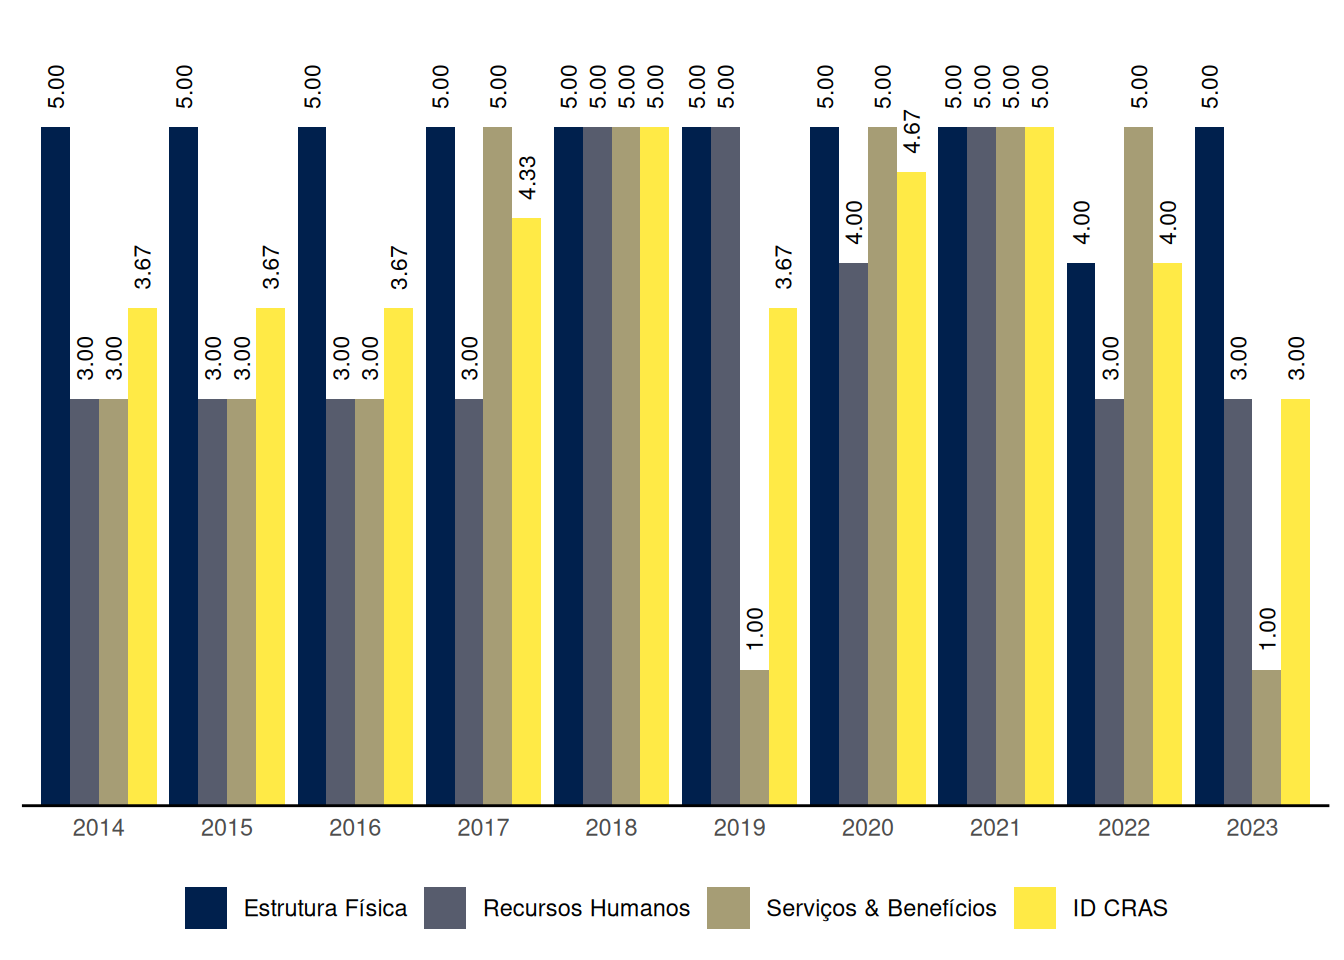 5.00 3.00 3.00 3.67
5.00 3.00 3.00 3.67
5.00 3.00 3.00 3.67
5.00 3.00 5.00 4.33
5.00 5.00 5.00 5.00
5.00 5.00 1.00 3.67
5.00 4.00 5.00 4.67
5.00 5.00 5.00 5.00
4.00 3.00 5.00 4.00
5.00 3.00 1.00 3.00
2014 2015 2016 2017 2018 2019 2020 2021 2022 2023
Estrutura Física Recursos Humanos Serviços & Benefícios ID CRAS